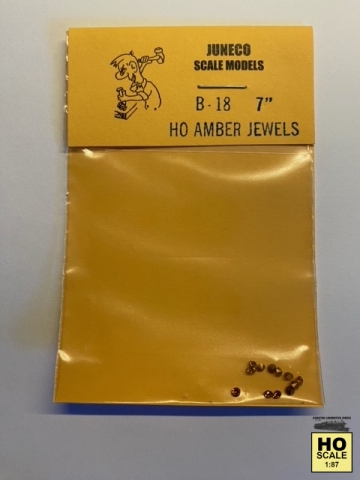 JUNECO
SCALE MODELS
B-18 7"
HO AMBER JEWELS
HO
SCALE
1:87